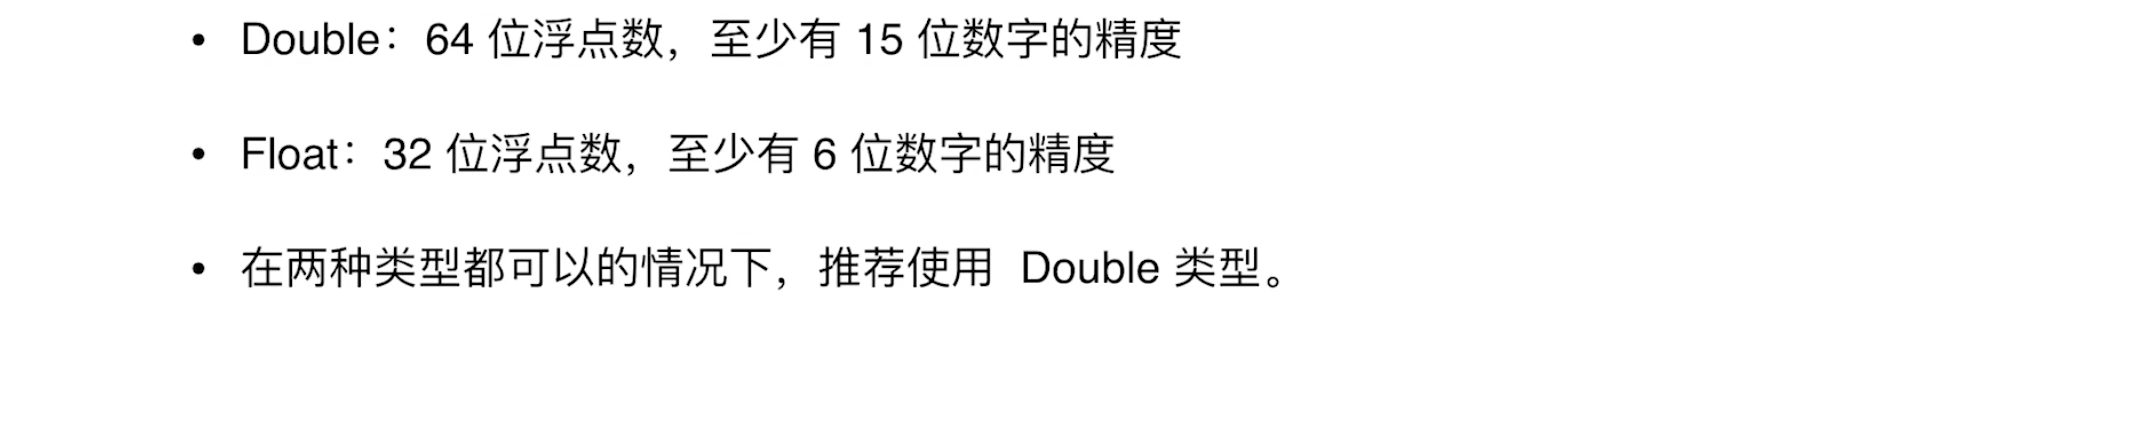 • Double：64 位浮点数，至少有 15 位数字的精度
• Float：32 位浮点数，至少有 6 位数字的精度
• 在两种类型都可以的情况下，推荐使用 Double 类型。